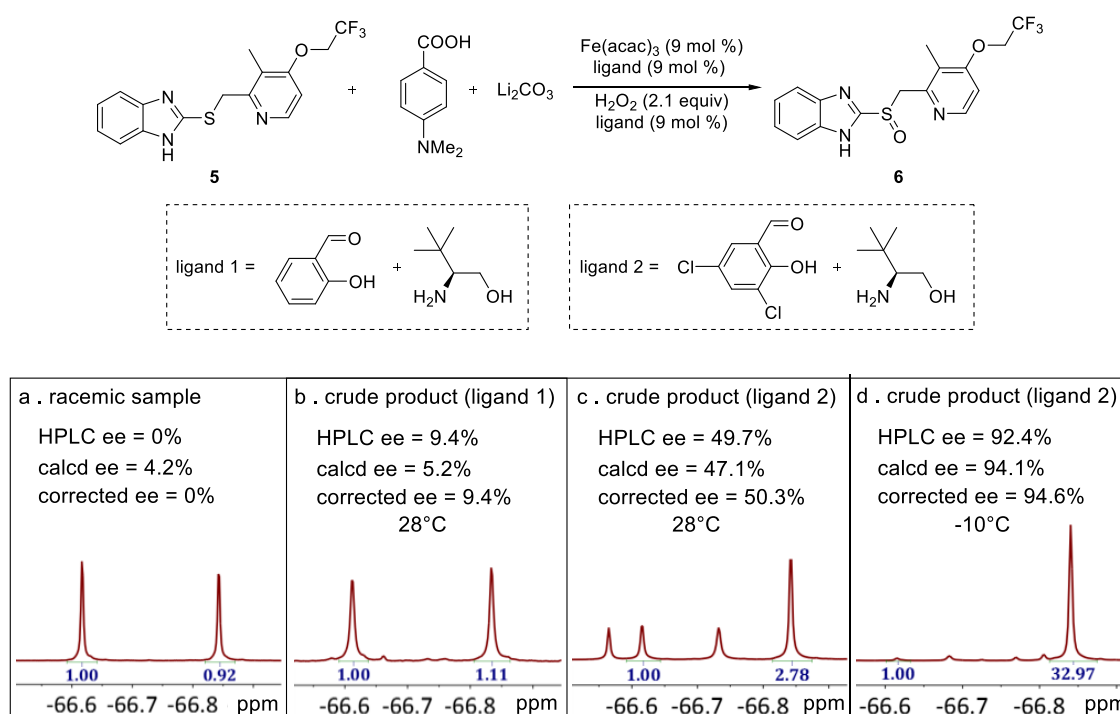 CF₃
O
N
S
N
N
H
5
+
COOH
NMe₂
+
Li₂CO₃
Fe(acac)₃ (9 mol %)
ligand (9 mol %)
H₂O₂ (2.1 equiv)
ligand (9 mol %)
CF₃
O
N
S
O
N
N
H
6
ligand 1 =
O
OH
+
H₂N
OH
ligand 2 =
O
Cl
OH
Cl
+
H₂N
OH
a . racemic sample
HPLC ee = 0%
calcd ee = 4.2%
corrected ee = 0%
1.00 0.92
-66.6 -66.7 -66.8 ppm
b . crude product (ligand 1)
HPLC ee = 9.4%
calcd ee = 5.2%
corrected ee = 9.4%
28°C
1.00 1.11
-66.6 -66.7 -66.8 ppm
c . crude product (ligand 2)
HPLC ee = 49.7%
calcd ee = 47.1%
corrected ee = 50.3%
28°C
1.00 2.78
-66.6 -66.7 -66.8 ppm
d . crude product (ligand 2)
HPLC ee = 92.4%
calcd ee = 94.1%
corrected ee = 94.6%
-10°C
1.00 32.97
-66.6 -66.7 -66.8 ppm